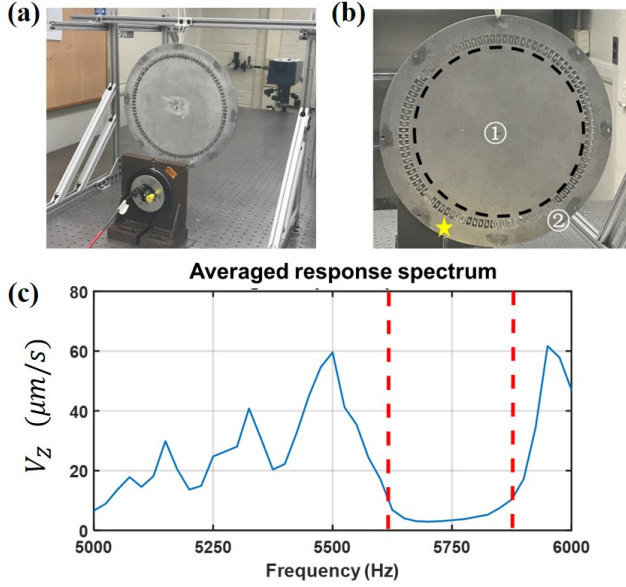 (a)
(b)
①
②
Averaged response spectrum
(c)
80
60
40
20
0
V_Z (μm/s)
5000
5250
5500
5750
6000
Frequency (Hz)